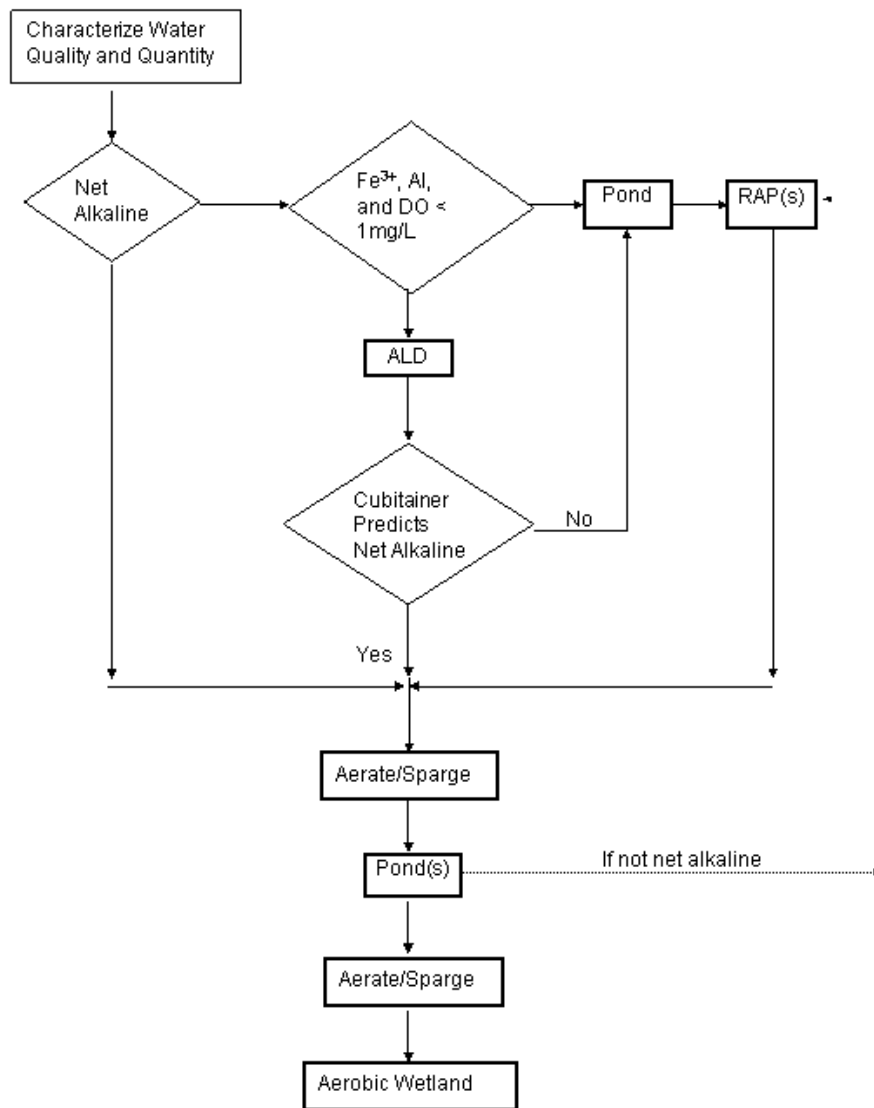 Characterize Water
Quality and Quantity
Net
Alkaline
Fe³⁺, Al,
and DO <
1mg/L
Pond
RAP(s)
ALD
Cubitainer
Predicts
Net Alkaline
No
Yes
Aerate/Sparge
Pond(s)
If not net alkaline
Aerate/Sparge
Aerobic Wetland